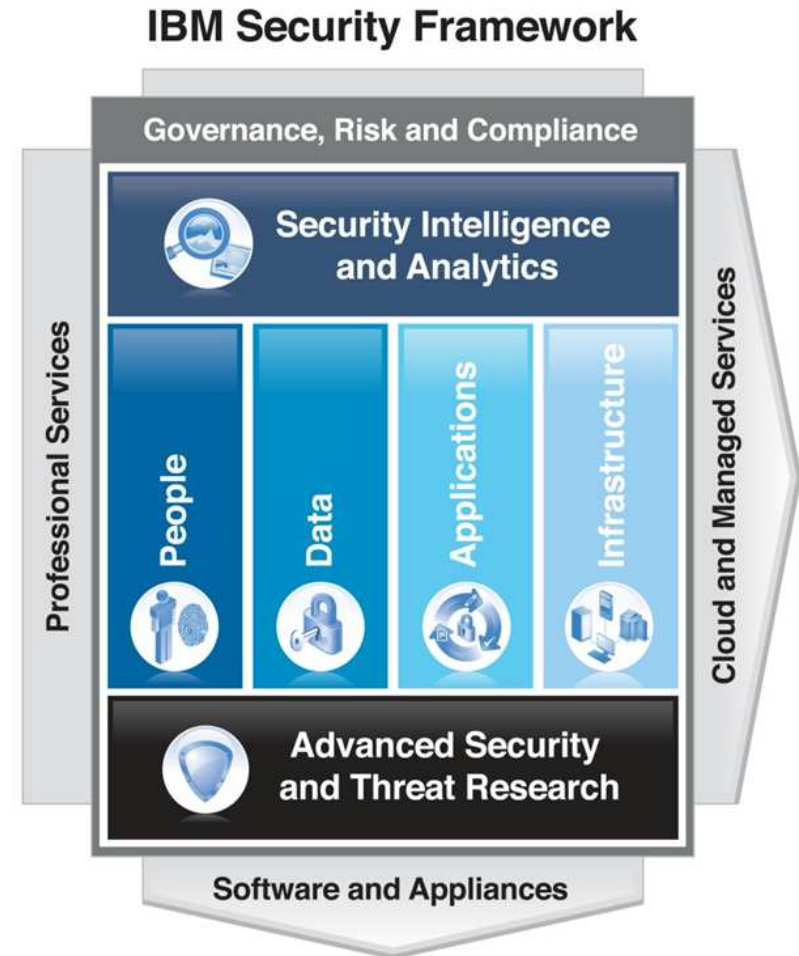 IBM Security Framework
Governance, Risk and Compliance
Security Intelligence
and Analytics
Professional Services
People
Data
Applications
Infrastructure
Cloud and Managed Services
Advanced Security
and Threat Research
Software and Appliances